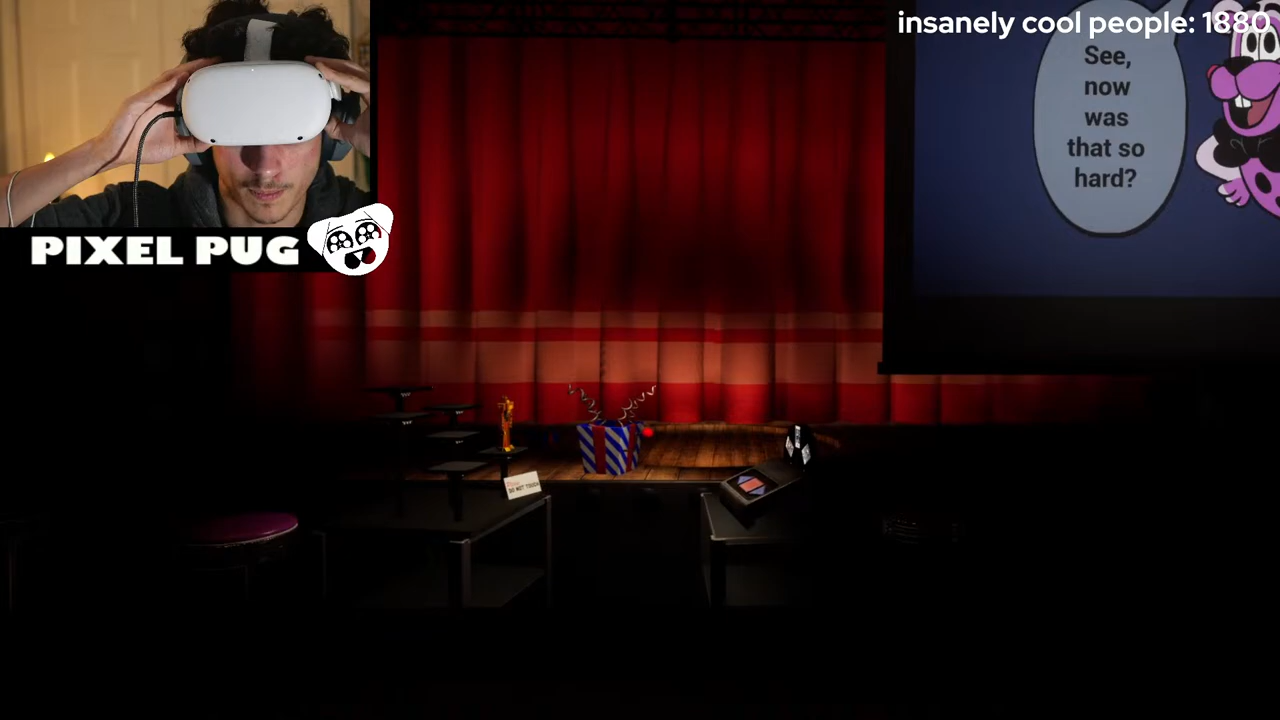 insanely cool people: 1880
See,
now
was
that so
hard?
PIXEL PUG
DO NOT TOUCH